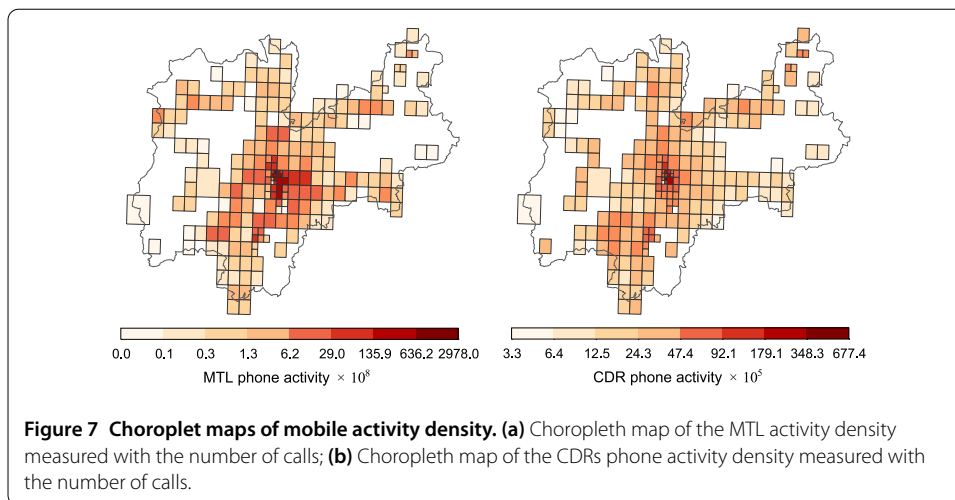 0.0 0.1 0.3 1.3 6.2 29.0 135.9 636.2 2978.0
MTL phone activity × 10⁸
3.3 6.4 12.5 24.3 47.4 92.1 179.1 348.3 677.4
CDR phone activity × 10⁵
Figure 7 Choroplet maps of mobile activity density. (a) Choropleth map of the MTL activity density
measured with the number of calls; (b) Choropleth map of the CDRs phone activity density measured with
the number of calls.